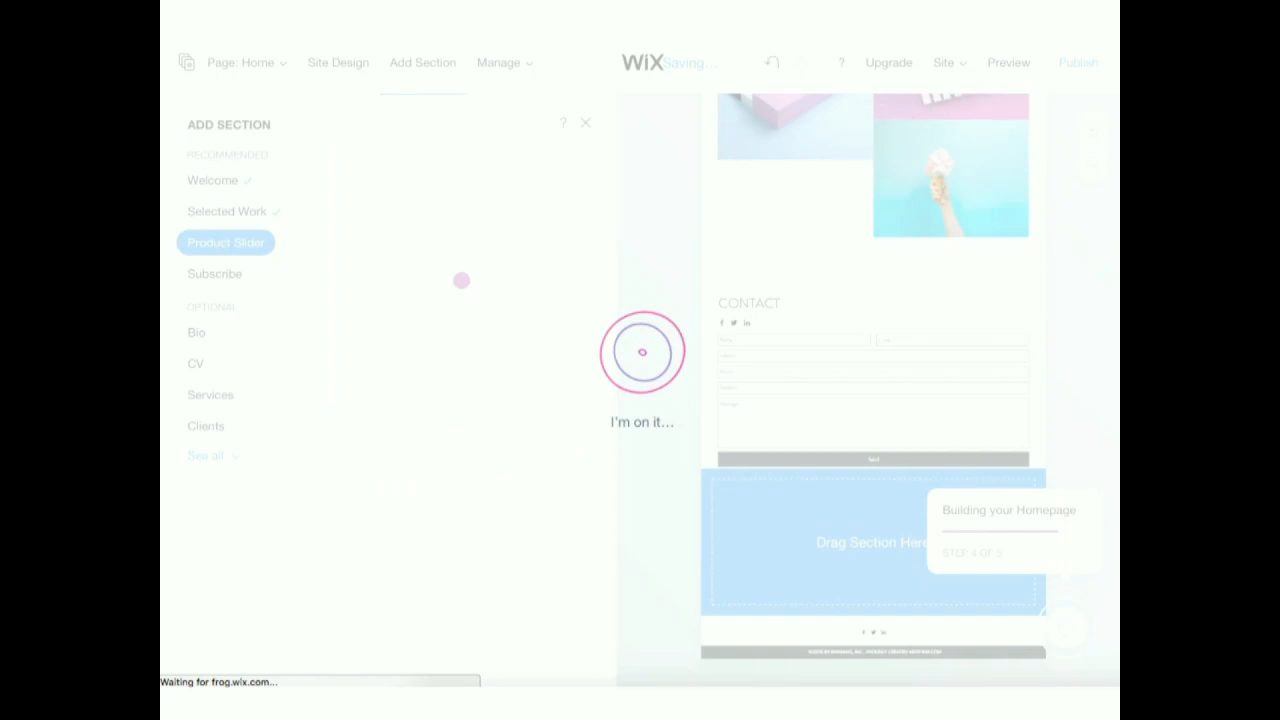 Page: Home
Site Design
Add Section
Manage
WiX
Saving...
?
Upgrade
Site
Preview
Publish
ADD SECTION
?
RECOMMENDED
Welcome
Selected Work
Product Slider
Subscribe
OPTIONAL
Bio
CV
Services
Clients
See all
CONTACT
I'm on it...
Send
Drag Section Here
Building your Homepage
STEP 4 OF 5
Waiting for frog.wix.com...